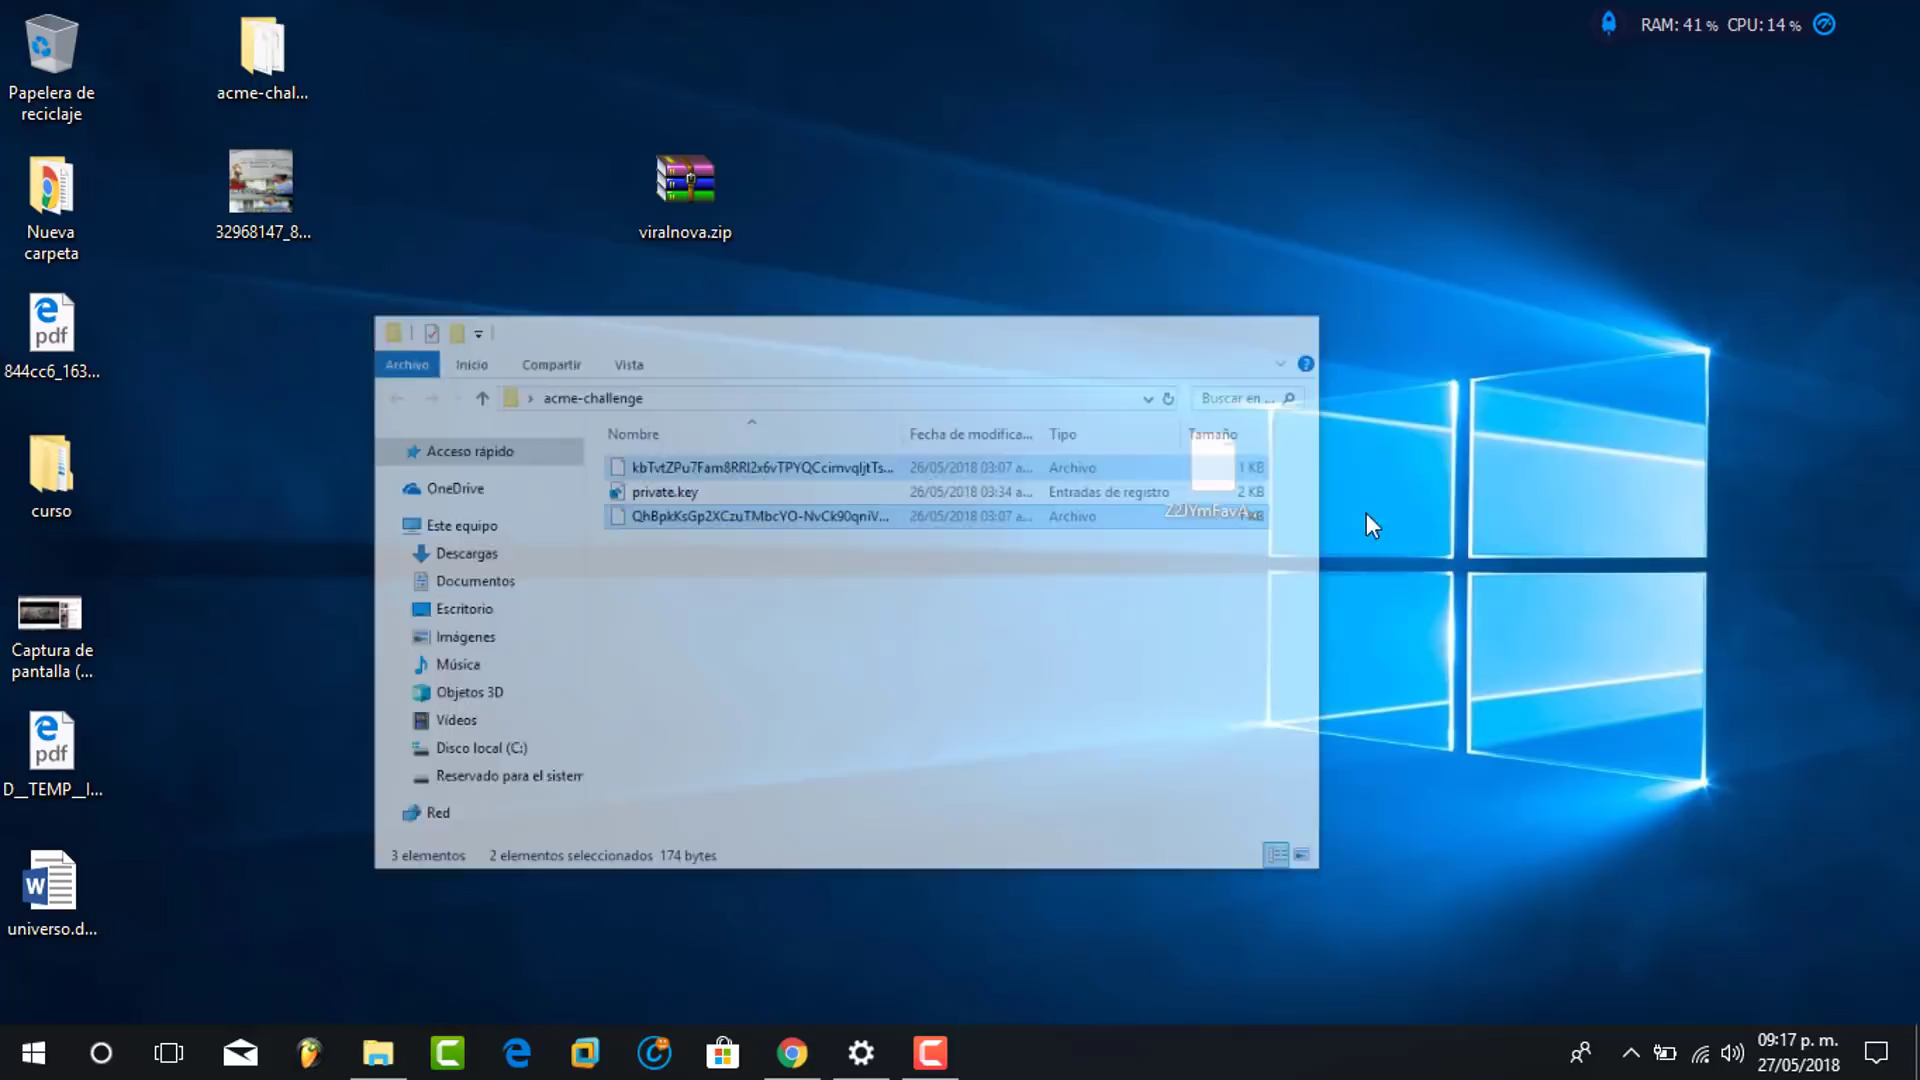 RAM: 41 % CPU: 14 %
Papelera de
reciclaje
acme-chal...
Nueva
carpeta
32968147_8...
viralnova.zip
844cc6_163...
curso
Captura de
pantalla (...
D__TEMP__I...
universo.d...
Archivo Inicio Compartir Vista
acme-challenge
Buscar en ...
Nombre Fecha de modifica... Tipo Tamaño
26/05/2018 03:07 a... Archivo 1 KB
private.key 26/05/2018 03:34 a... Entradas de registro 2 KB
QhBpkKsGp2XCzuTMbcYO-NvCk90qniV... 26/05/2018 03:07 a... Archivo KB
Acceso rápido
OneDrive
Este equipo
Descargas
Documentos
Escritorio
Imágenes
Música
Objetos 3D
Vídeos
Disco local (C:)
Reservado para el sistem
Red
3 elementos 2 elementos seleccionados 174 bytes
pdf
pdf
09:17 p. m.
27/05/2018